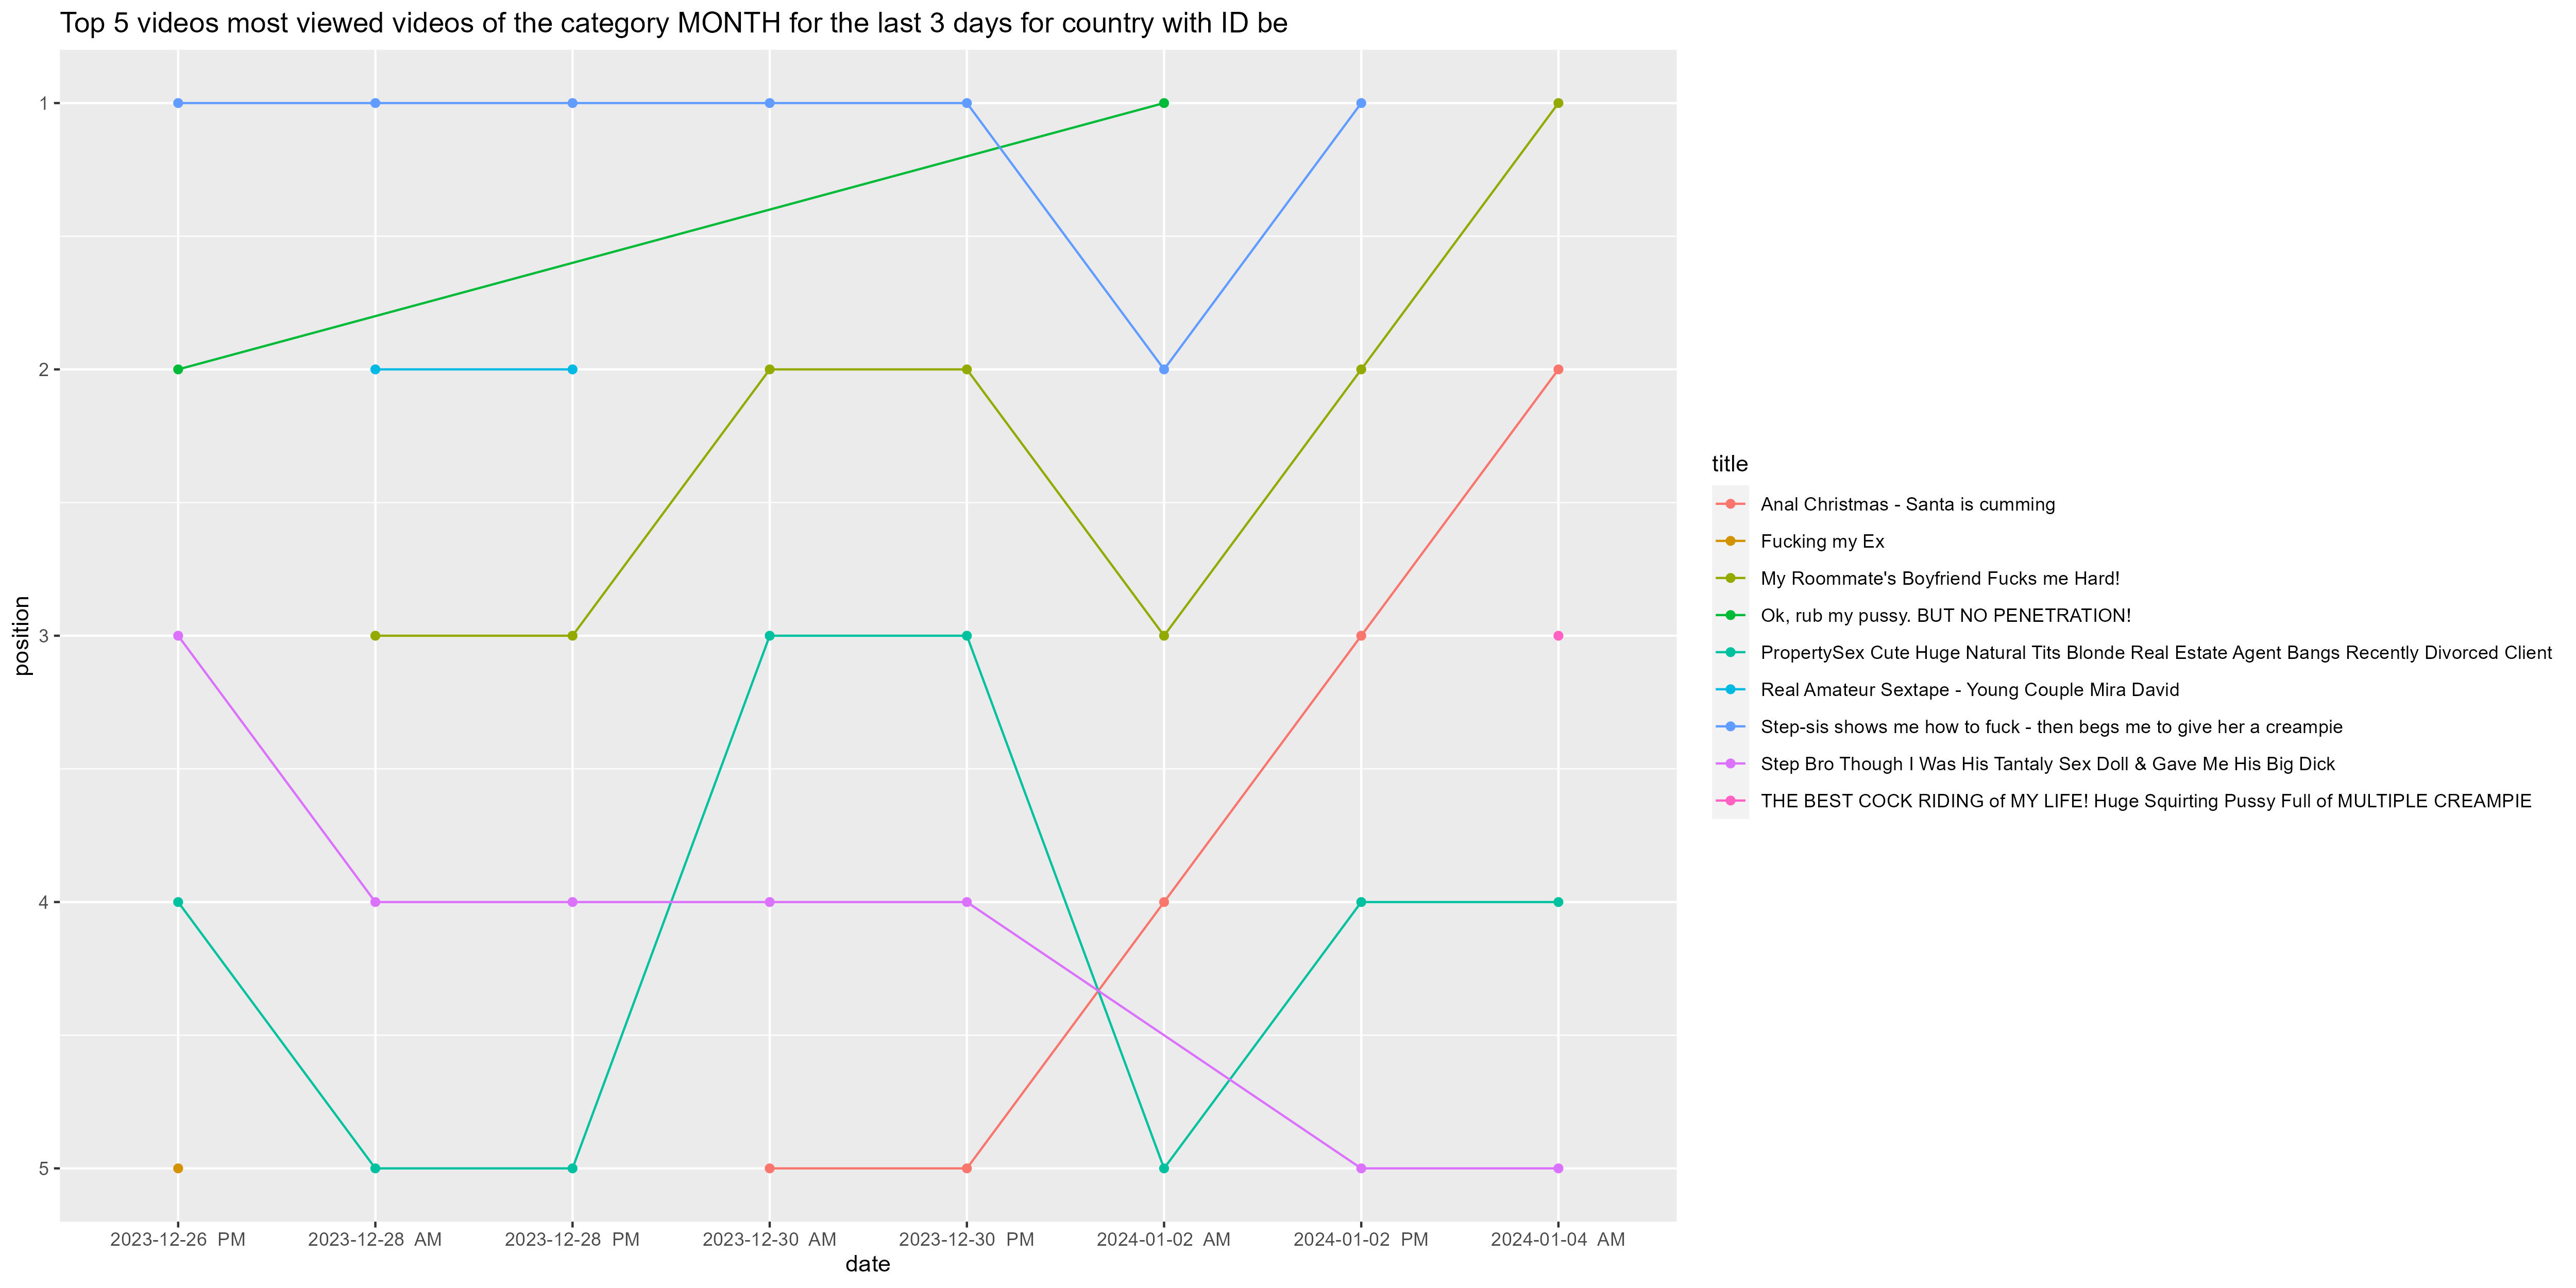 Top 5 videos most viewed videos of the category MONTH for the last 3 days for country with ID be
1
2
3
4
5
position
2023-12-26 PM
2023-12-28 AM
2023-12-28 PM
2023-12-30 AM
2023-12-30 PM
2024-01-02 AM
2024-01-02 PM
2024-01-04 AM
date
title
Anal Christmas - Santa is cumming
Fucking my Ex
My Roommate's Boyfriend Fucks me Hard!
Ok, rub my pussy. BUT NO PENETRATION!
PropertySex Cute Huge Natural Tits Blonde Real Estate Agent Bangs Recently Divorced Client
Real Amateur Sextape - Young Couple Mira David
Step-sis shows me how to fuck - then begs me to give her a creampie
Step Bro Though I Was His Tantaly Sex Doll & Gave Me His Big Dick
THE BEST COCK RIDING of MY LIFE! Huge Squirting Pussy Full of MULTIPLE CREAMPIE